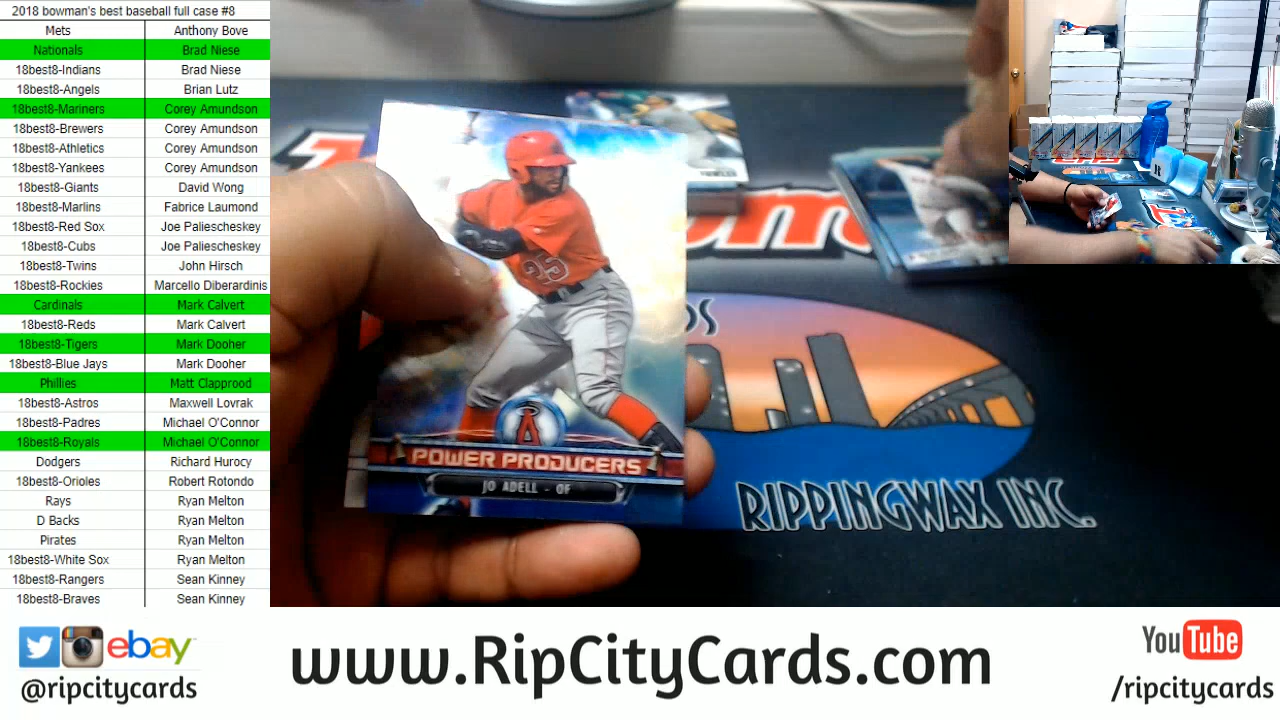 2018 bowman's best baseball full case #8
Mets Anthony Bove
Nationals Brad Niese
18best8-Indians Brad Niese
18best8-Angels Brian Lutz
18best8-Mariners Corey Amundson
18best8-Brewers Corey Amundson
18best8-Athletics Corey Amundson
18best8-Yankees Corey Amundson
18best8-Giants David Wong
18best8-Marlins Fabrice Laumond
18best8-Red Sox Joe Paliescheskey
18best8-Cubs Joe Paliescheskey
18best8-Twins John Hirsch
18best8-Rockies Marcello Diberardinis
Cardinals Mark Calvert
18best8-Reds Mark Calvert
18best8-Tigers Mark Dooher
18best8-Blue Jays Mark Dooher
Phillies Matt Clapprood
18best8-Astros Maxwell Lovrak
18best8-Padres Michael O'Connor
18best8-Royals Michael O'Connor
Dodgers Richard Hurocy
18best8-Orioles Robert Rotondo
Rays Ryan Melton
D Backs Ryan Melton
Pirates Ryan Melton
18best8-White Sox Ryan Melton
18best8-Rangers Sean Kinney
18best8-Braves Sean Kinney
25
A
POWER PRODUCERS
JO ADELL - OF
RIPPINGWAX INC.
ebay
@ripcitycards
www.RipCityCards.com
YouTube
/ripcitycards